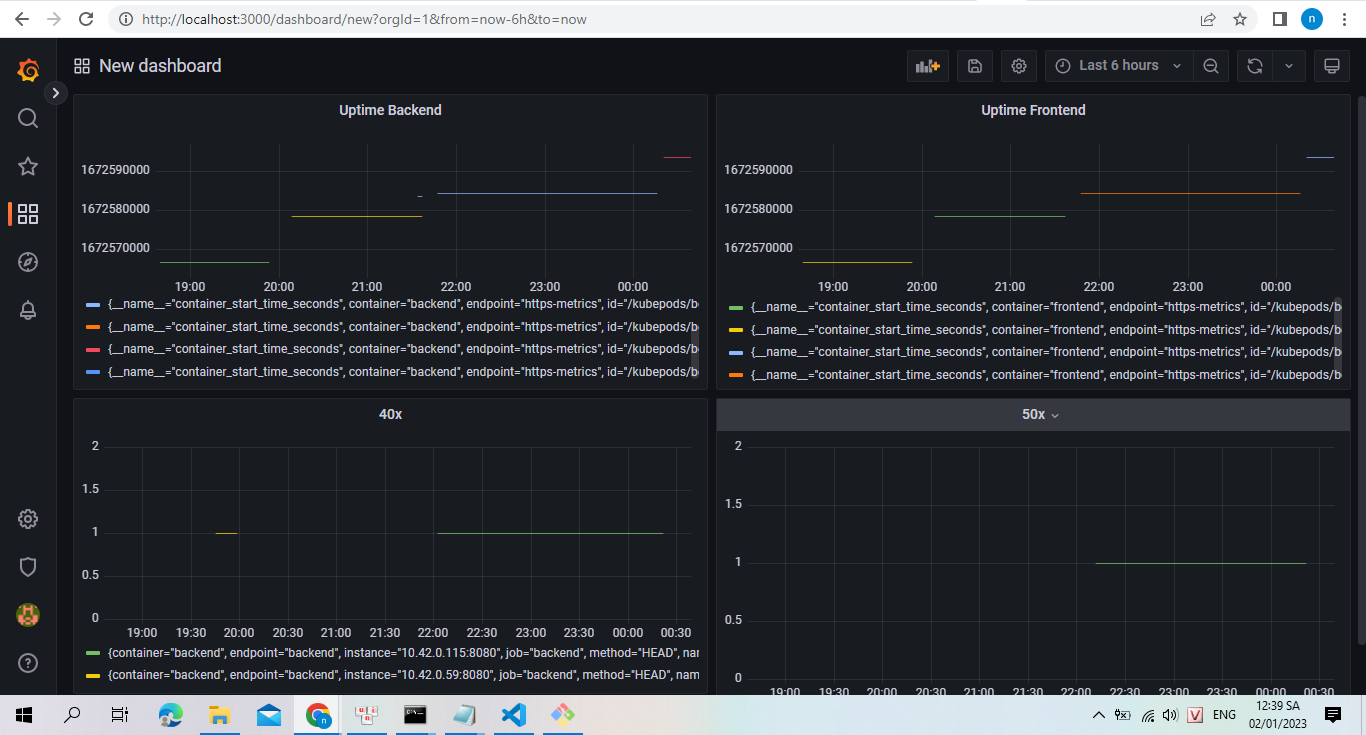 http://localhost:3000/dashboard/new?orgId=1&from=now-6h&to=now
n
New dashboard
Last 6 hours
Uptime Backend
1672590000
1672580000
1672570000
19:00 20:00 21:00 22:00 23:00 00:00
{__name__="container_start_time_seconds", container="backend", endpoint="https-metrics", id="/kubepods/b
{__name__="container_start_time_seconds", container="backend", endpoint="https-metrics", id="/kubepods/b
{__name__="container_start_time_seconds", container="backend", endpoint="https-metrics", id="/kubepods/b
{__name__="container_start_time_seconds", container="backend", endpoint="https-metrics", id="/kubepods/b
Uptime Frontend
1672590000
1672580000
1672570000
19:00 20:00 21:00 22:00 23:00 00:00
{__name__="container_start_time_seconds", container="frontend", endpoint="https-metrics", id="/kubepods/b
{__name__="container_start_time_seconds", container="frontend", endpoint="https-metrics", id="/kubepods/b
{__name__="container_start_time_seconds", container="frontend", endpoint="https-metrics", id="/kubepods/b
{__name__="container_start_time_seconds", container="frontend", endpoint="https-metrics", id="/kubepods/b
40x
2
1.5
1
0.5
0
19:00 19:30 20:00 20:30 21:00 21:30 22:00 22:30 23:00 23:30 00:00 00:30
{container="backend", endpoint="backend", instance="10.42.0.115:8080", job="backend", method="HEAD", nam
{container="backend", endpoint="backend", instance="10.42.0.59:8080", job="backend", method="HEAD", nam
50x
2
1.5
1
0.5
0
19:00 19:30 20:00 20:30 21:00 21:30 22:00 22:30 23:00 23:30 00:00 00:30
ENG
12:39 SA
02/01/2023